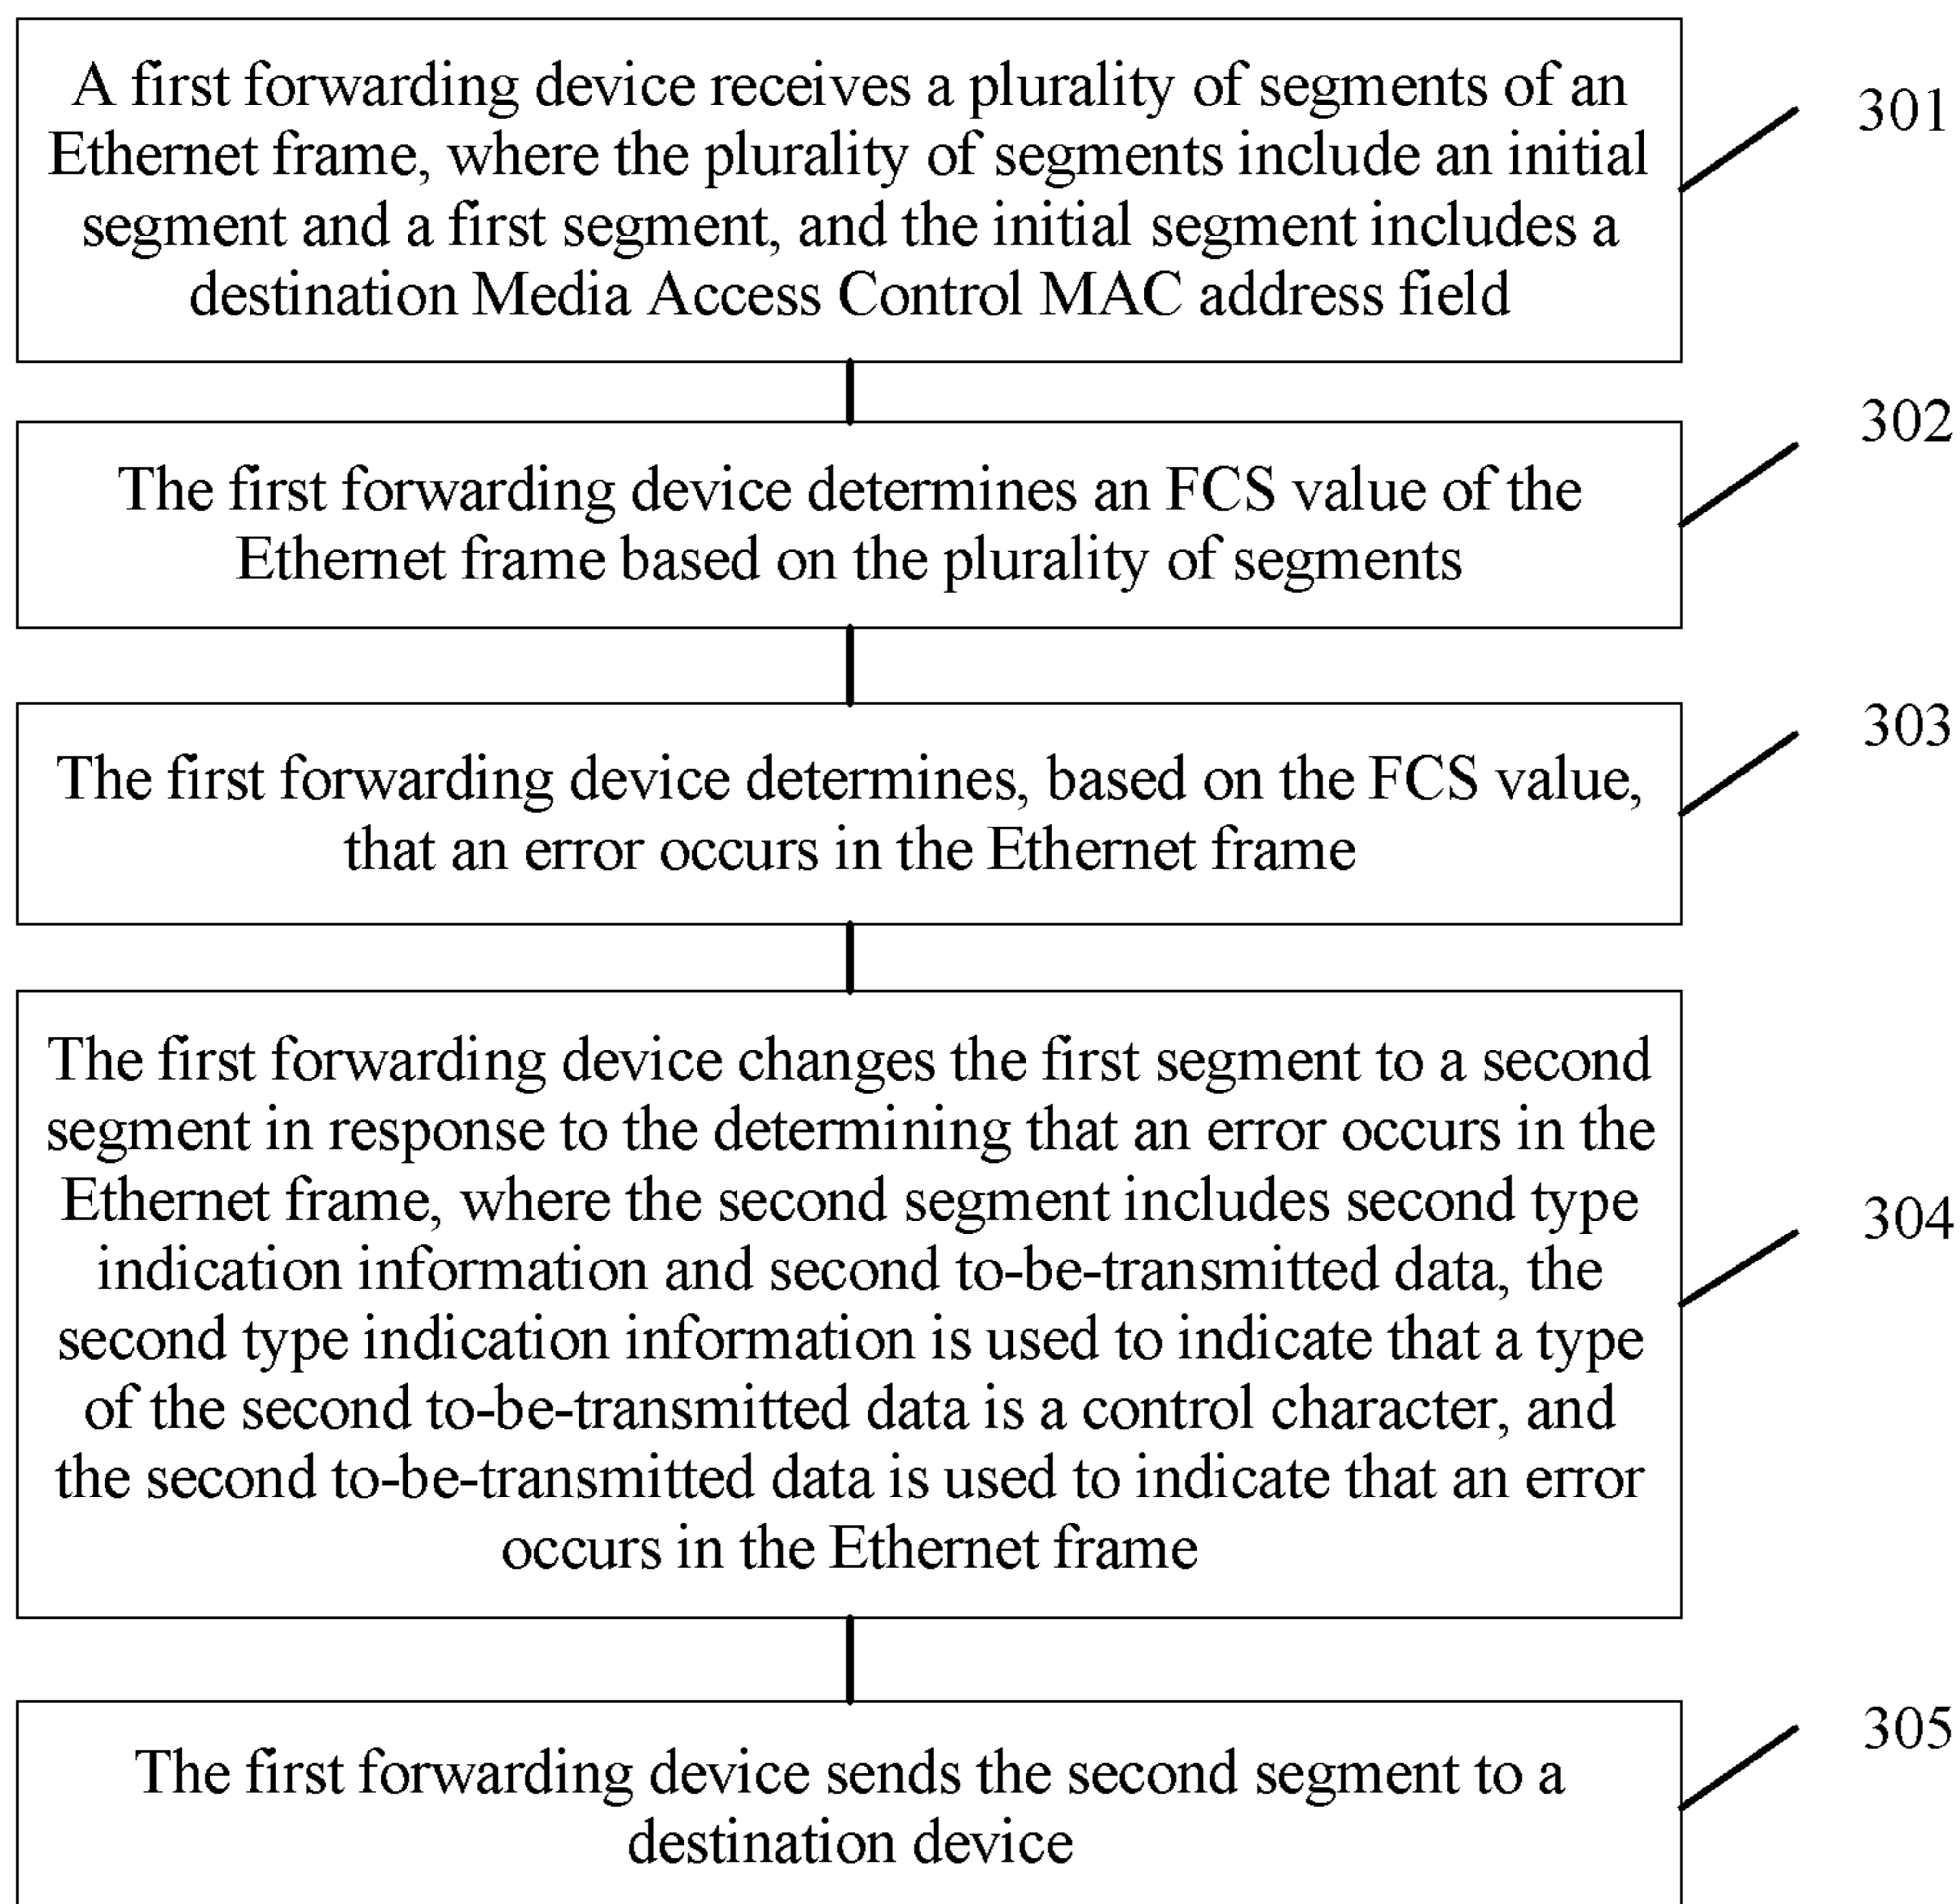 A first forwarding device receives a plurality of segments of an
Ethernet frame, where the plurality of segments include an initial
segment and a first segment, and the initial segment includes a
destination Media Access Control MAC address field
301
The first forwarding device determines an FCS value of the
Ethernet frame based on the plurality of segments
302
The first forwarding device determines, based on the FCS value,
that an error occurs in the Ethernet frame
303
The first forwarding device changes the first segment to a second
segment in response to the determining that an error occurs in the
Ethernet frame, where the second segment includes second type
indication information and second to-be-transmitted data, the
second type indication information is used to indicate that a type
of the second to-be-transmitted data is a control character, and
the second to-be-transmitted data is used to indicate that an error
occurs in the Ethernet frame
304
The first forwarding device sends the second segment to a
destination device
305